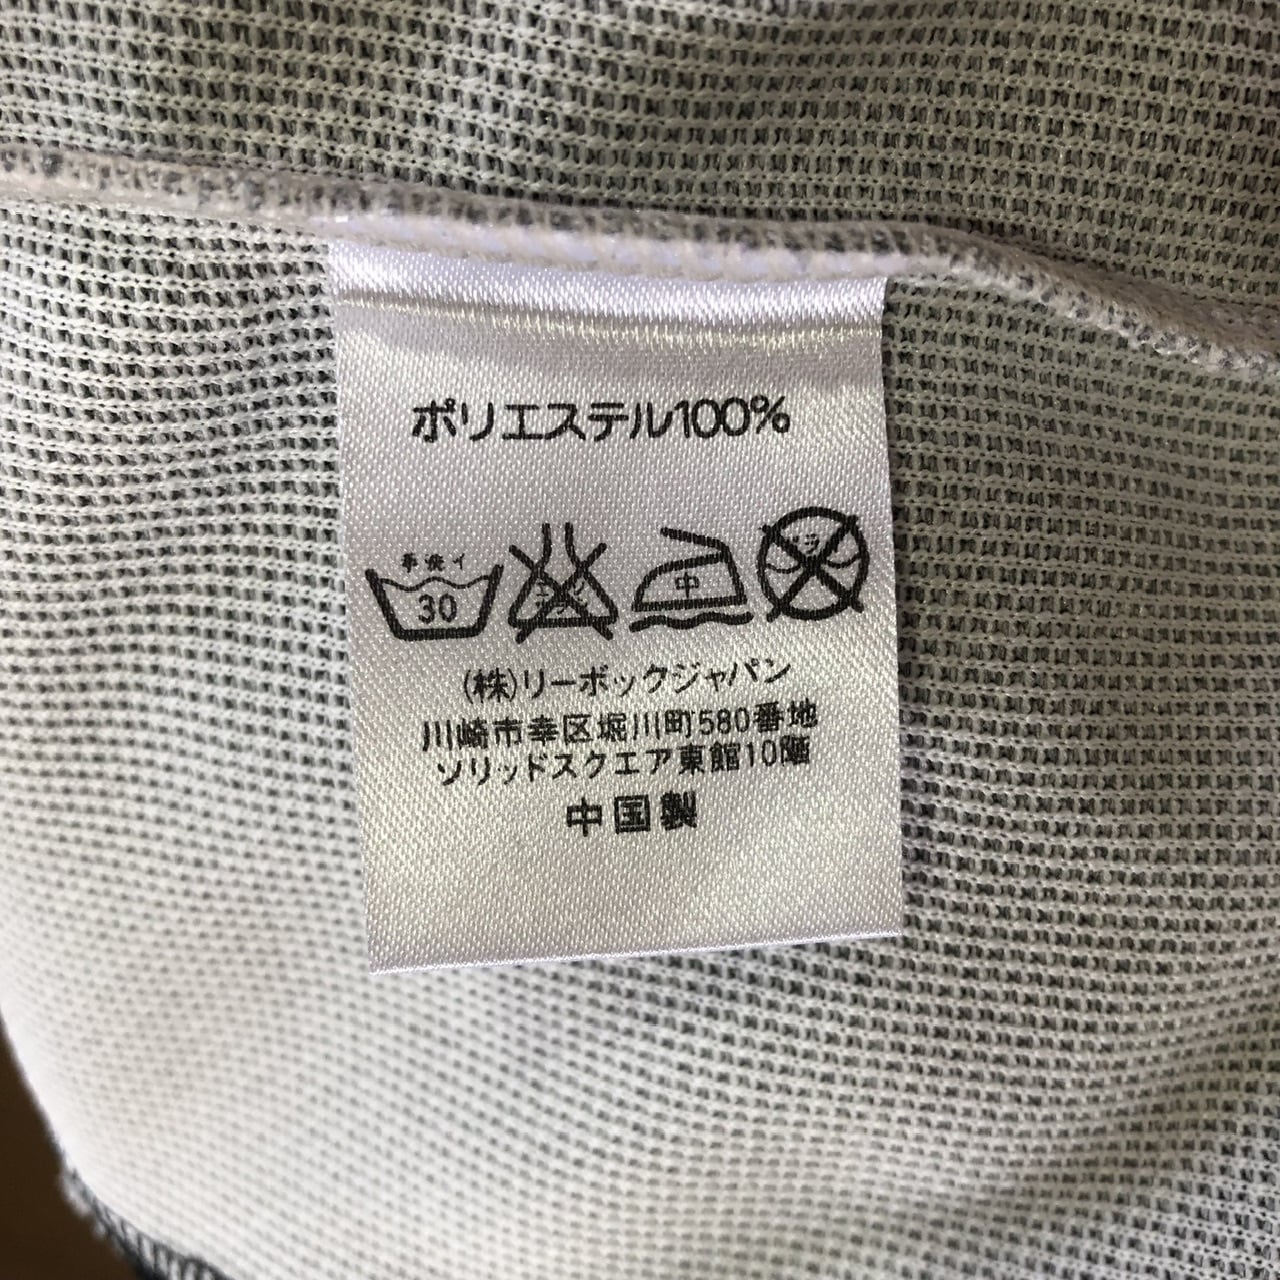 ポリエステル100%
手洗イ
30
中
(株)リーボックジャパン
川崎市幸区堀川町580番地
ソリッドスクエア東館10階
中国製